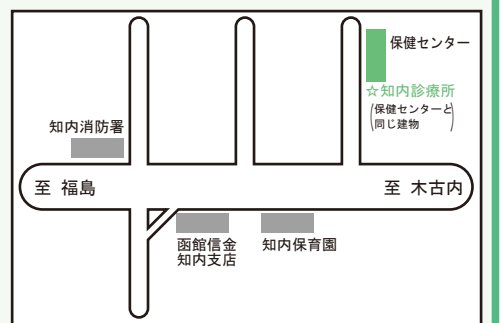 保健センター
☆知内診療所
(保健センターと
同じ建物)
知内消防署
至 福島
至 木古内
函館信金
知内支店
知内保育園